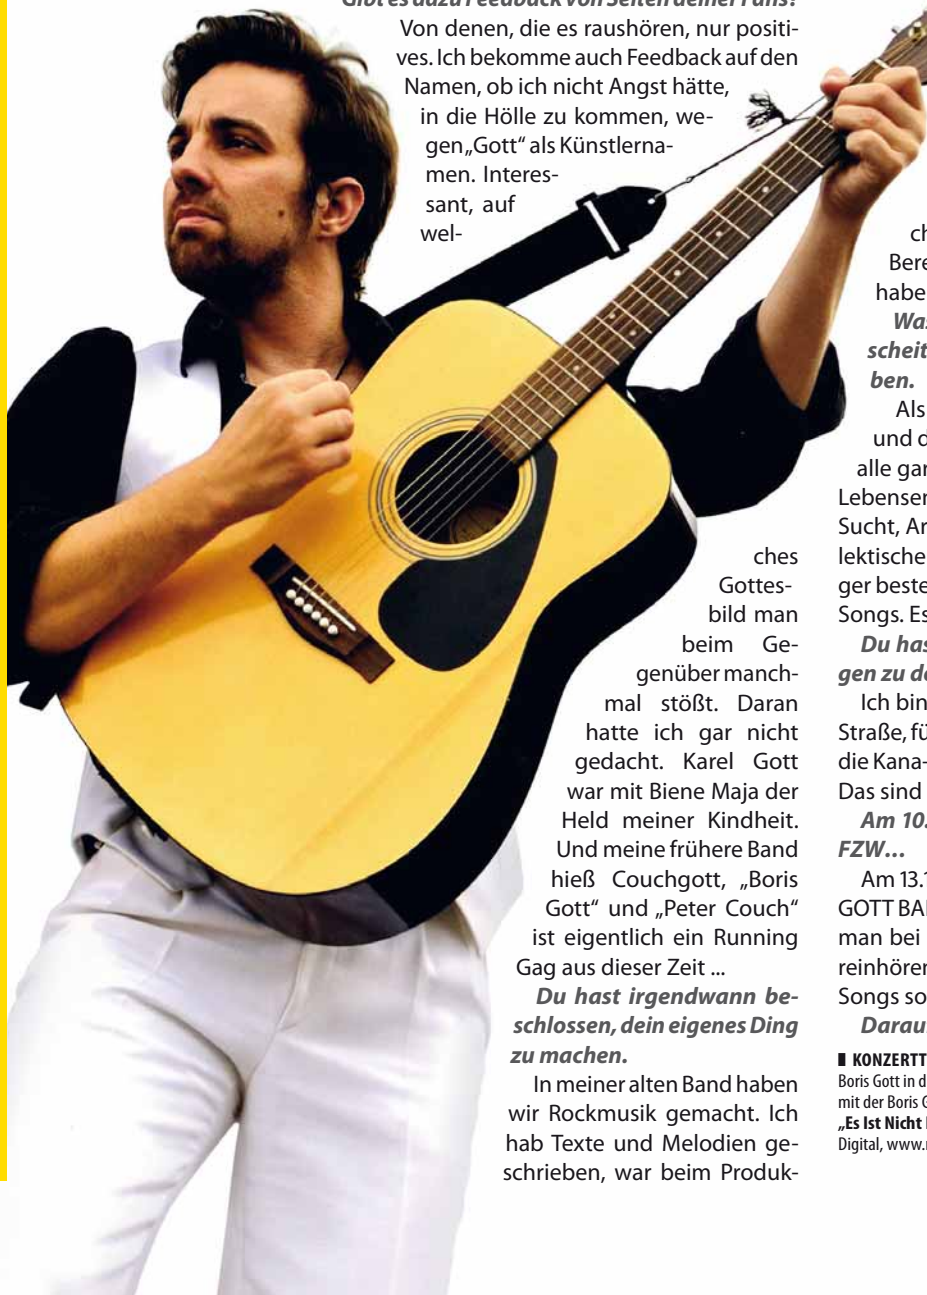 Gibt es dazu Feedback von Seiten deiner Fans?
Von denen, die es raushören, nur positi-
ves. Ich bekomme auch Feedback auf den
Namen, ob ich nicht Angst hätte,
in die Hölle zu kommen, we-
gen „Gott“ als Künstlerna-
men. Interes-
sant, auf
wel-
ches
Gottes-
bild man
beim Ge-
genüber manch-
mal stößt. Daran
hatte ich gar nicht
gedacht. Karel Gott
war mit Biene Maja der
Held meiner Kindheit.
Und meine frühere Band
hieß Couchgott, „Boris
Gott“ und „Peter Couch“
ist eigentlich ein Running
Gag aus dieser Zeit ...
Du hast irgendwann be-
schlossen, dein eigenes Ding
zu machen.
In meiner alten Band haben
wir Rockmusik gemacht. Ich
hab Texte und Melodien ge-
schrieben, war beim Produk-
ch
Bere
habe
Was
scheit
ben.
Als
und d
alle gar
Lebenser
Sucht, Ar
lektische
ger beste
Songs. Es
Du has
gen zu de
Ich bin
Straße, fü
die Kana-
Das sind
Am 10.
FZW...
Am 13.1
GOTT BAN
man bei
reinhören
Songs so
Darau
KONZERTT
Boris Gott in d
mit der Boris G
„Es Ist Nicht
Digital, www.